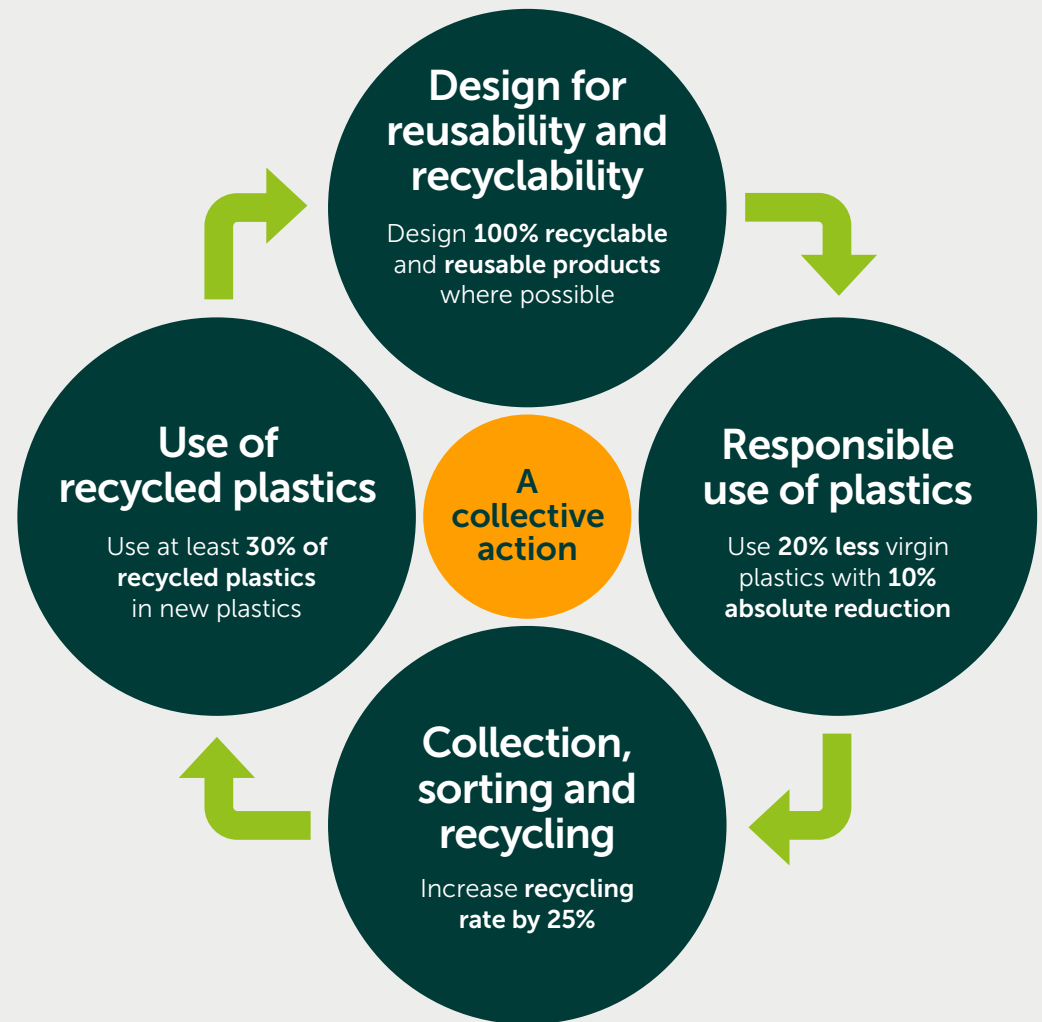 Design for
reusability and
recyclability
Design 100% recyclable
and reusable products
where possible
Use of
recycled plastics
Use at least 30% of
recycled plastics
in new plastics
A
collective
action
Responsible
use of plastics
Use 20% less virgin
plastics with 10%
absolute reduction
Collection,
sorting and
recycling
Increase recycling
rate by 25%